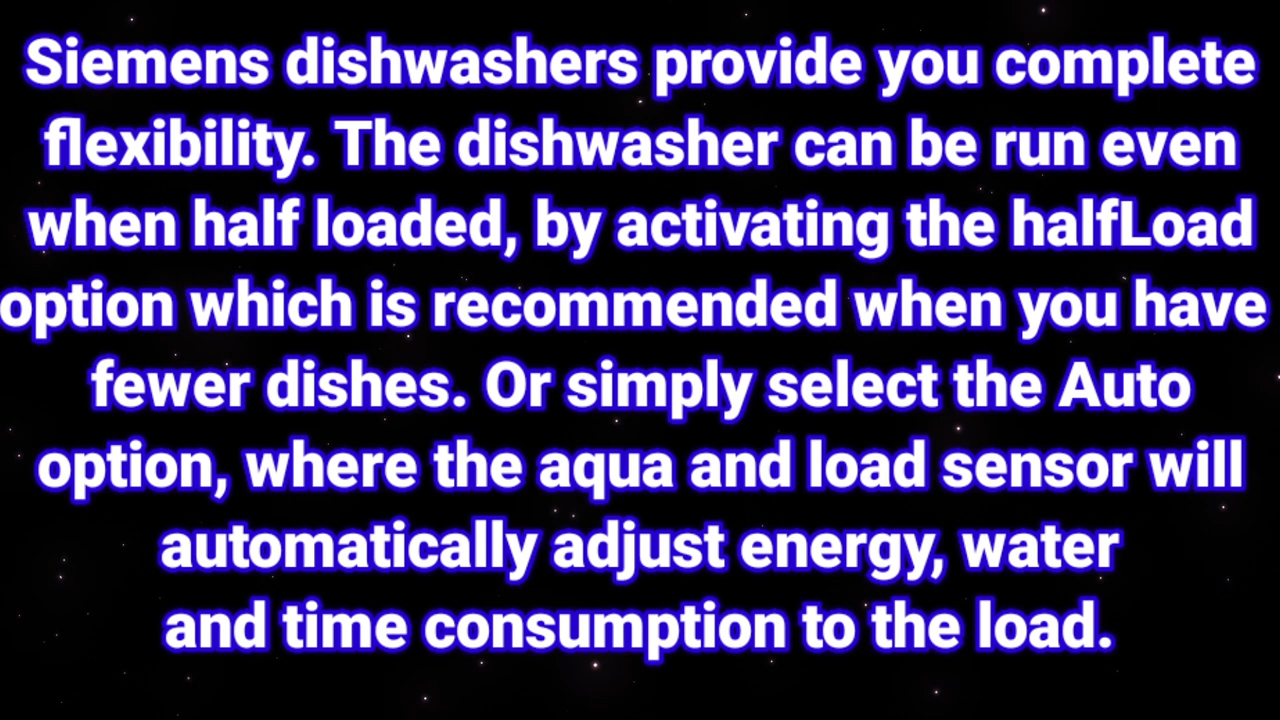 Siemens dishwashers provide you complete
flexibility. The dishwasher can be run even
when half loaded, by activating the halfLoad
option which is recommended when you have
fewer dishes. Or simply select the Auto
option, where the aqua and load sensor will
automatically adjust energy, water
and time consumption to the load.